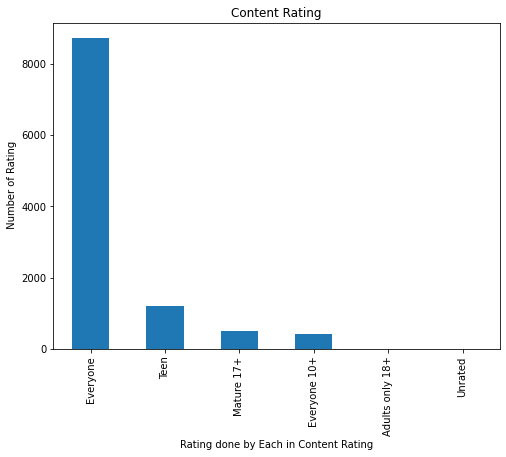 Content Rating
Number of Rating
8000
6000
4000
2000
0
Everyone
Teen
Mature 17+
Everyone 10+
Adults only 18+
Unrated
Rating done by Each in Content Rating